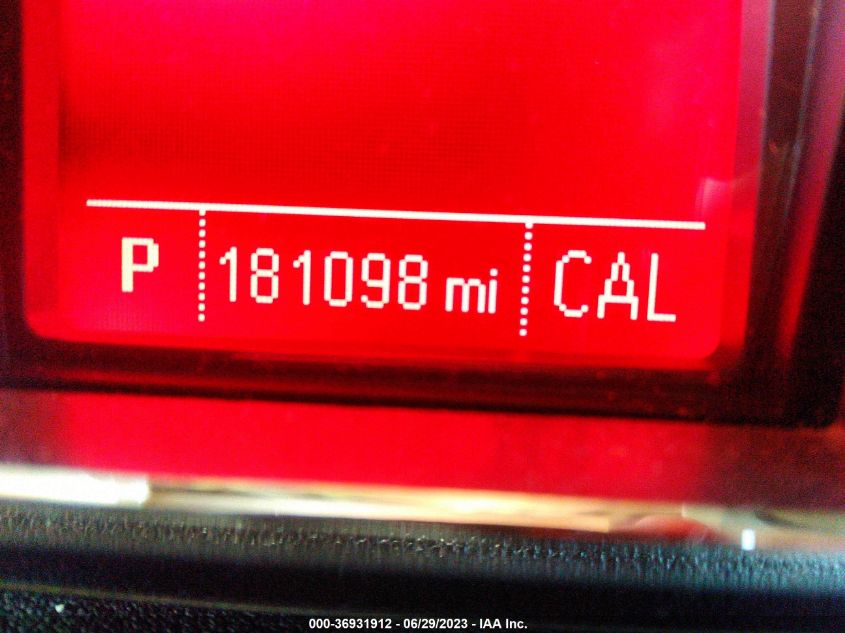 P 181098 mi CAL
000-36931912 - 06/29/2023 - IAA Inc.